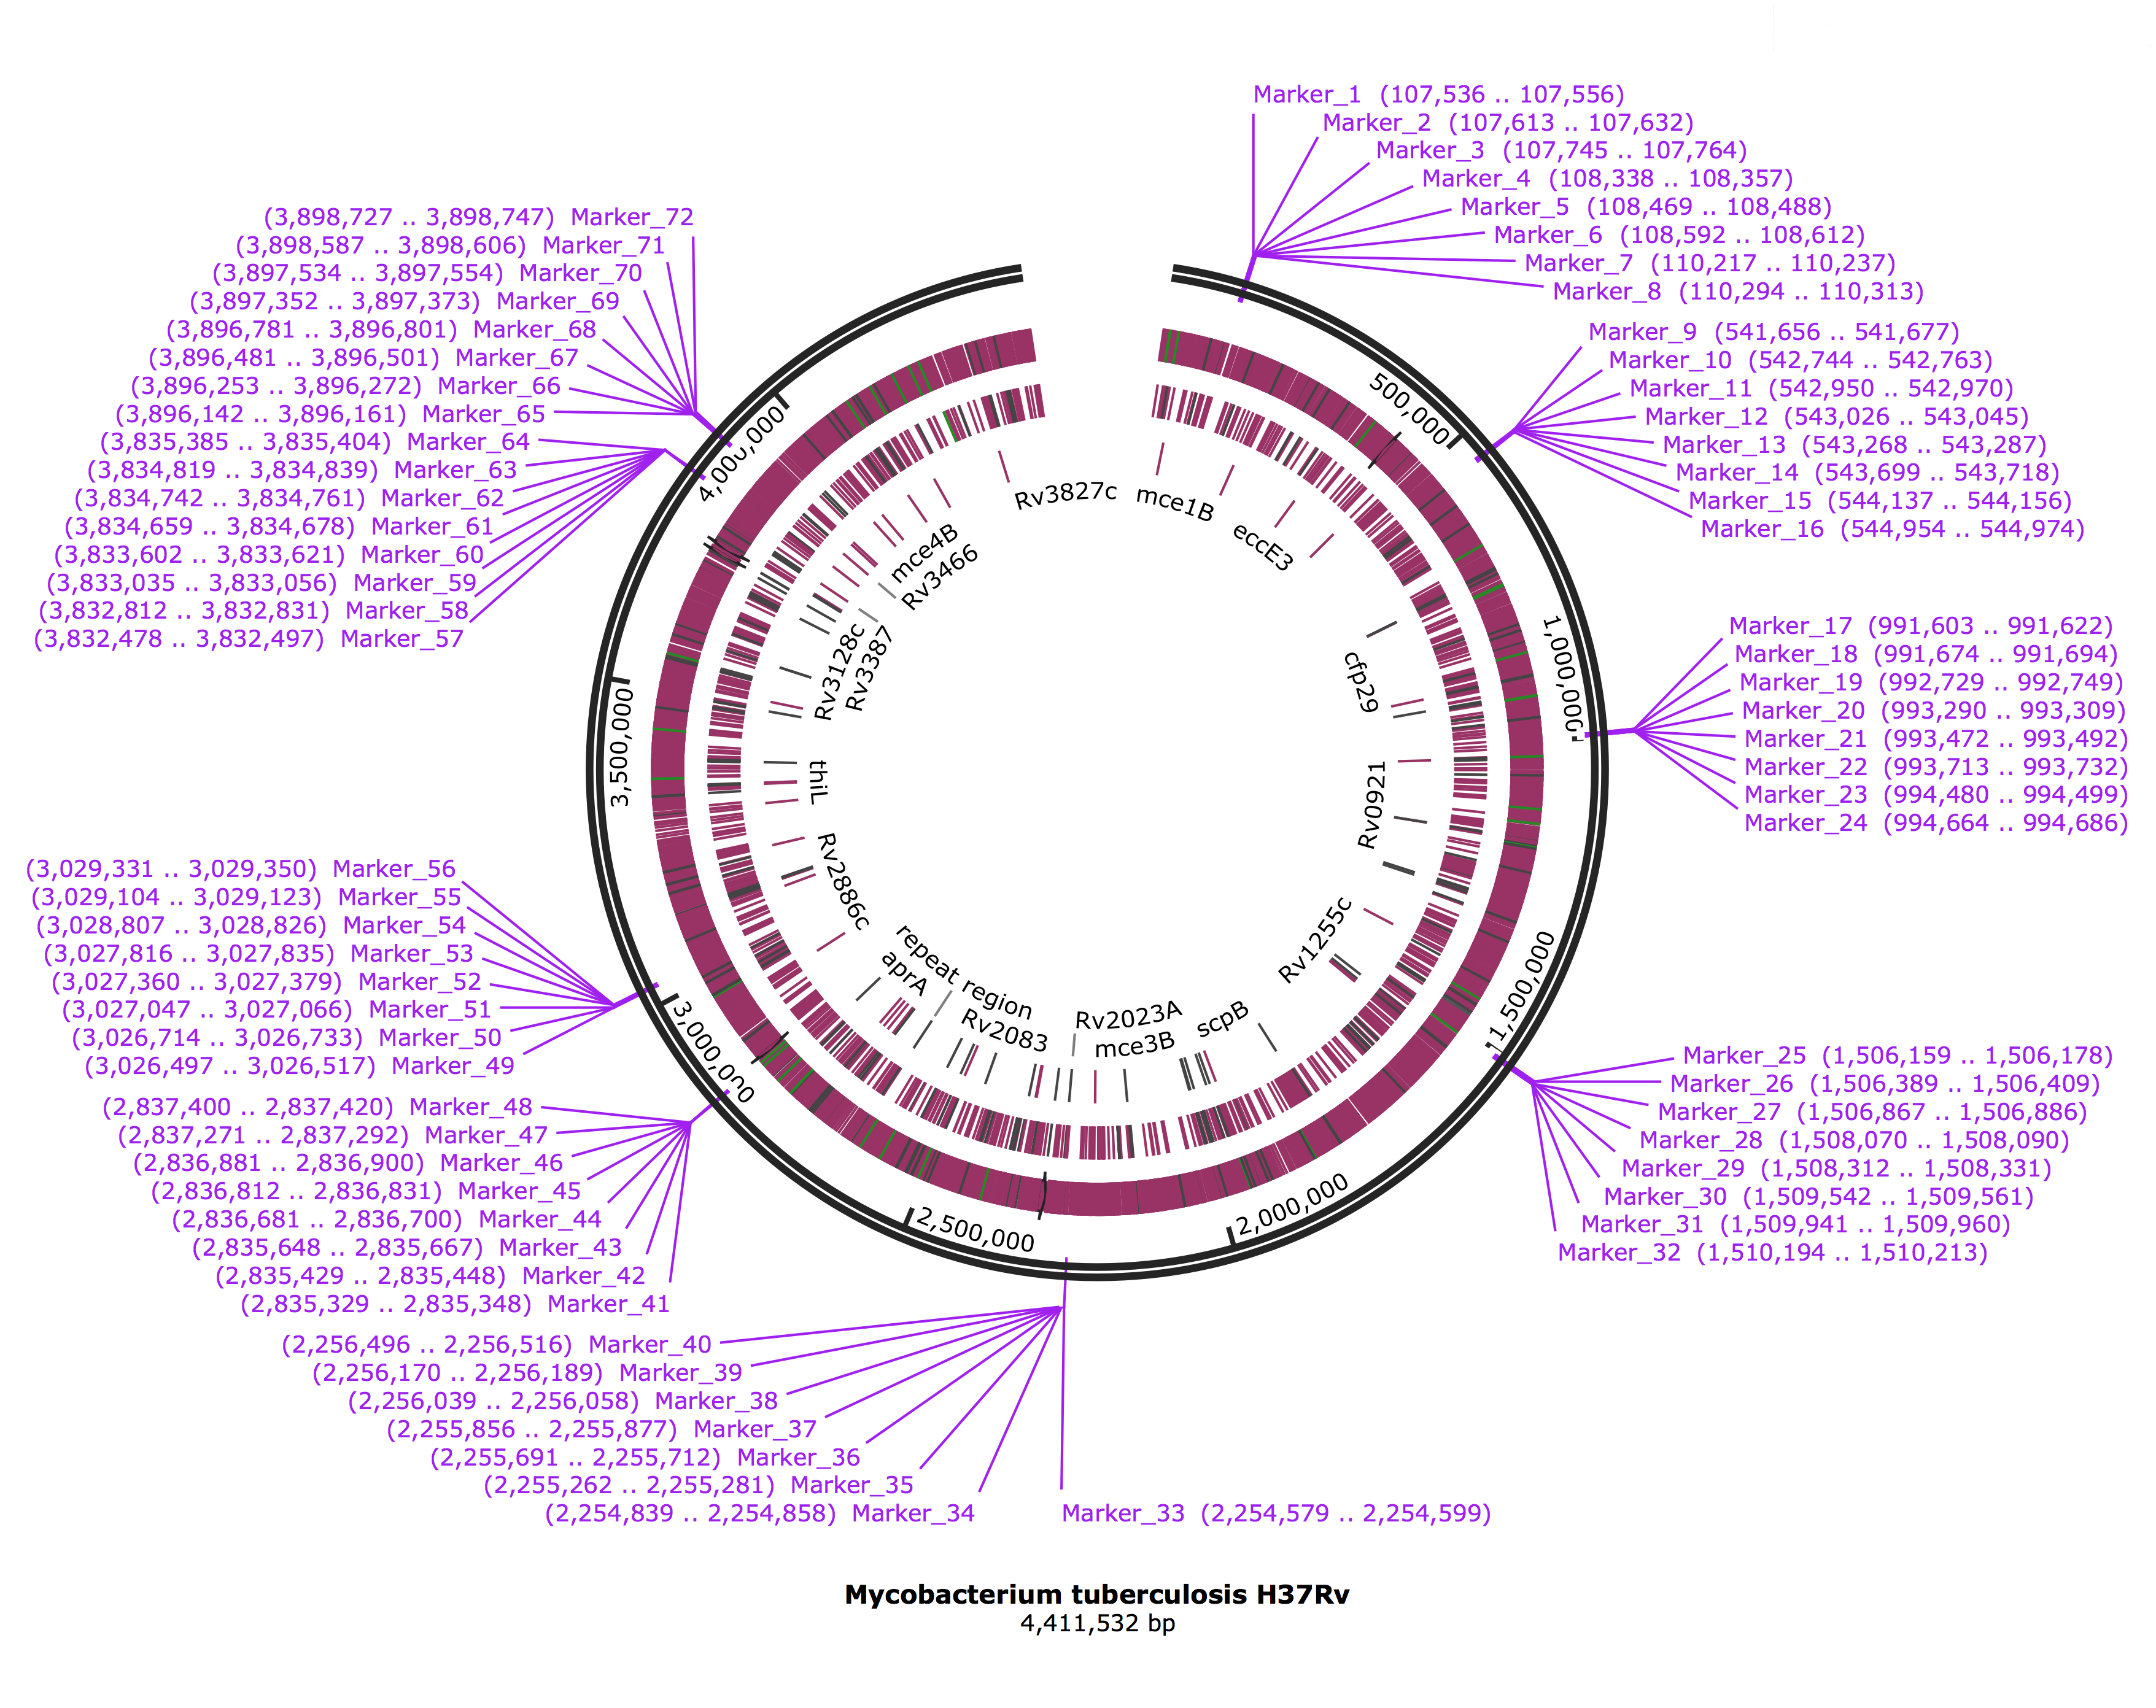 Marker_1 (107,536 .. 107,556)
Marker_2 (107,613 .. 107,632)
Marker_3 (107,745 .. 107,764)
Marker_4 (108,338 .. 108,357)
Marker_5 (108,469 .. 108,488)
Marker_6 (108,592 .. 108,612)
Marker_7 (110,217 .. 110,237)
Marker_8 (110,294 .. 110,313)
Marker_9 (541,656 .. 541,677)
Marker_10 (542,744 .. 542,763)
Marker_11 (542,950 .. 542,970)
Marker_12 (543,026 .. 543,045)
Marker_13 (543,268 .. 543,287)
Marker_14 (543,699 .. 543,718)
Marker_15 (544,137 .. 544,156)
Marker_16 (544,954 .. 544,974)
Marker_17 (991,603 .. 991,622)
Marker_18 (991,674 .. 991,694)
Marker_19 (992,729 .. 992,749)
Marker_20 (993,290 .. 993,309)
Marker_21 (993,472 .. 993,492)
Marker_22 (993,713 .. 993,732)
Marker_23 (994,480 .. 994,499)
Marker_24 (994,664 .. 994,686)
Marker_25 (1,506,159 .. 1,506,178)
Marker_26 (1,506,389 .. 1,506,409)
Marker_27 (1,506,867 .. 1,506,886)
Marker_28 (1,508,070 .. 1,508,090)
Marker_29 (1,508,312 .. 1,508,331)
Marker_30 (1,509,542 .. 1,509,561)
Marker_31 (1,509,941 .. 1,509,960)
Marker_32 (1,510,194 .. 1,510,213)
Marker_33 (2,254,579 .. 2,254,599)
(2,254,839 .. 2,254,858) Marker_34
(2,255,262 .. 2,255,281) Marker_35
(2,255,691 .. 2,255,712) Marker_36
(2,255,856 .. 2,255,877) Marker_37
(2,256,039 .. 2,256,058) Marker_38
(2,256,170 .. 2,256,189) Marker_39
(2,256,496 .. 2,256,516) Marker_40
(2,835,329 .. 2,835,348) Marker_41
(2,835,429 .. 2,835,448) Marker_42
(2,835,648 .. 2,835,667) Marker_43
(2,836,681 .. 2,836,700) Marker_44
(2,836,812 .. 2,836,831) Marker_45
(2,836,881 .. 2,836,900) Marker_46
(2,837,271 .. 2,837,292) Marker_47
(2,837,400 .. 2,837,420) Marker_48
(3,026,497 .. 3,026,517) Marker_49
(3,026,714 .. 3,026,733) Marker_50
(3,027,047 .. 3,027,066) Marker_51
(3,027,360 .. 3,027,379) Marker_52
(3,027,816 .. 3,027,835) Marker_53
(3,028,807 .. 3,028,826) Marker_54
(3,029,104 .. 3,029,123) Marker_55
(3,029,331 .. 3,029,350) Marker_56
(3,832,478 .. 3,832,497) Marker_57
(3,832,812 .. 3,832,831) Marker_58
(3,833,035 .. 3,833,056) Marker_59
(3,833,602 .. 3,833,621) Marker_60
(3,834,659 .. 3,834,678) Marker_61
(3,834,742 .. 3,834,761) Marker_62
(3,834,819 .. 3,834,839) Marker_63
(3,835,385 .. 3,835,404) Marker_64
(3,896,142 .. 3,896,161) Marker_65
(3,896,253 .. 3,896,272) Marker_66
(3,896,481 .. 3,896,501) Marker_67
(3,896,781 .. 3,896,801) Marker_68
(3,897,352 .. 3,897,373) Marker_69
(3,897,534 .. 3,897,554) Marker_70
(3,898,587 .. 3,898,606) Marker_71
(3,898,727 .. 3,898,747) Marker_72
500,000
1,000,000
1,500,000
2,000,000
2,500,000
3,000,000
3,500,000
4,000,000
mce1B
eccE3
cfp29
Rv0921
Rv1255c
scpB
mce3B
Rv2023A
Rv2083
repeat region
aprA
Rv2886c
thiL
Rv3128c
Rv3387
Rv3466
mce4B
Rv3827c
Mycobacterium tuberculosis H37Rv
4,411,532 bp